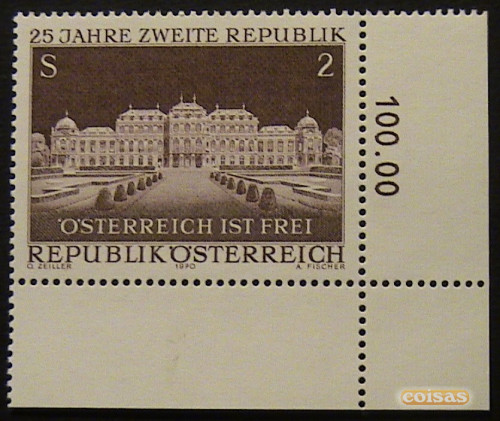 25 JAHRE ZWEITE REPUBLIK
S 2
ÖSTERREICH IST FREI
REPUBLIK ÖSTERREICH
O. ZEILLER 1970 A. FISCHER
100.00
coisas